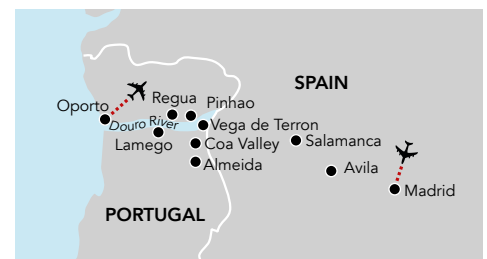 SPAIN
Oporto
Regua
Pinhao
Douro River
Vega de Terron
Lamego
Coa Valley
Salamanca
Almeida
Avila
Madrid
PORTUGAL